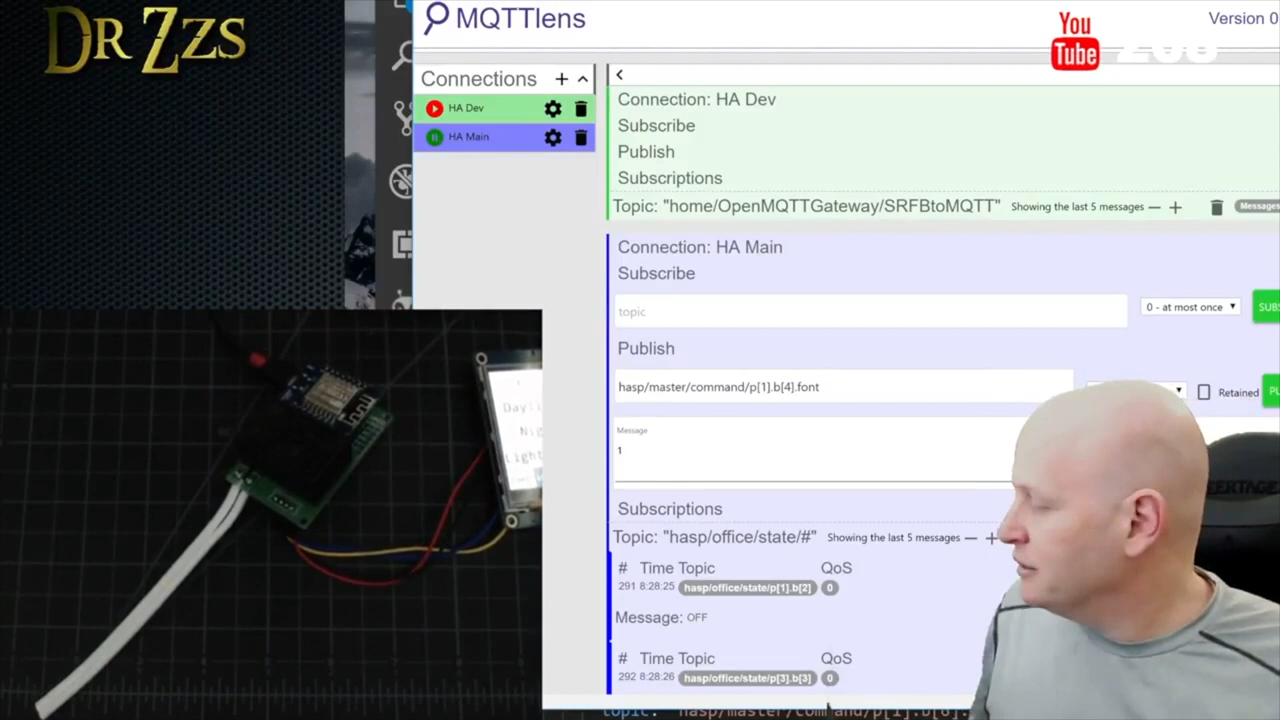 DR ZZS
MQTTlens
Version 0
You
Tube
Connections + ^
HA Dev
HA Main
<
Connection: HA Dev
Subscribe
Publish
Subscriptions
Topic: "home/OpenMQTTGateway/SRFBtoMQTT" Showing the last 5 messages — + Messages
Connection: HA Main
Subscribe
topic
0 - at most once
SUBS
Publish
hasp/master/command/p[1].b[4].font
Retained
PU
Message
1
Subscriptions
Topic: "hasp/office/state/#" Showing the last 5 messages — +
# Time Topic QoS
291 8:28:25 hasp/office/state/p[1].b[2] 0
Message: OFF
# Time Topic QoS
292 8:28:26 hasp/office/state/p[3].b[3] 0
topic: